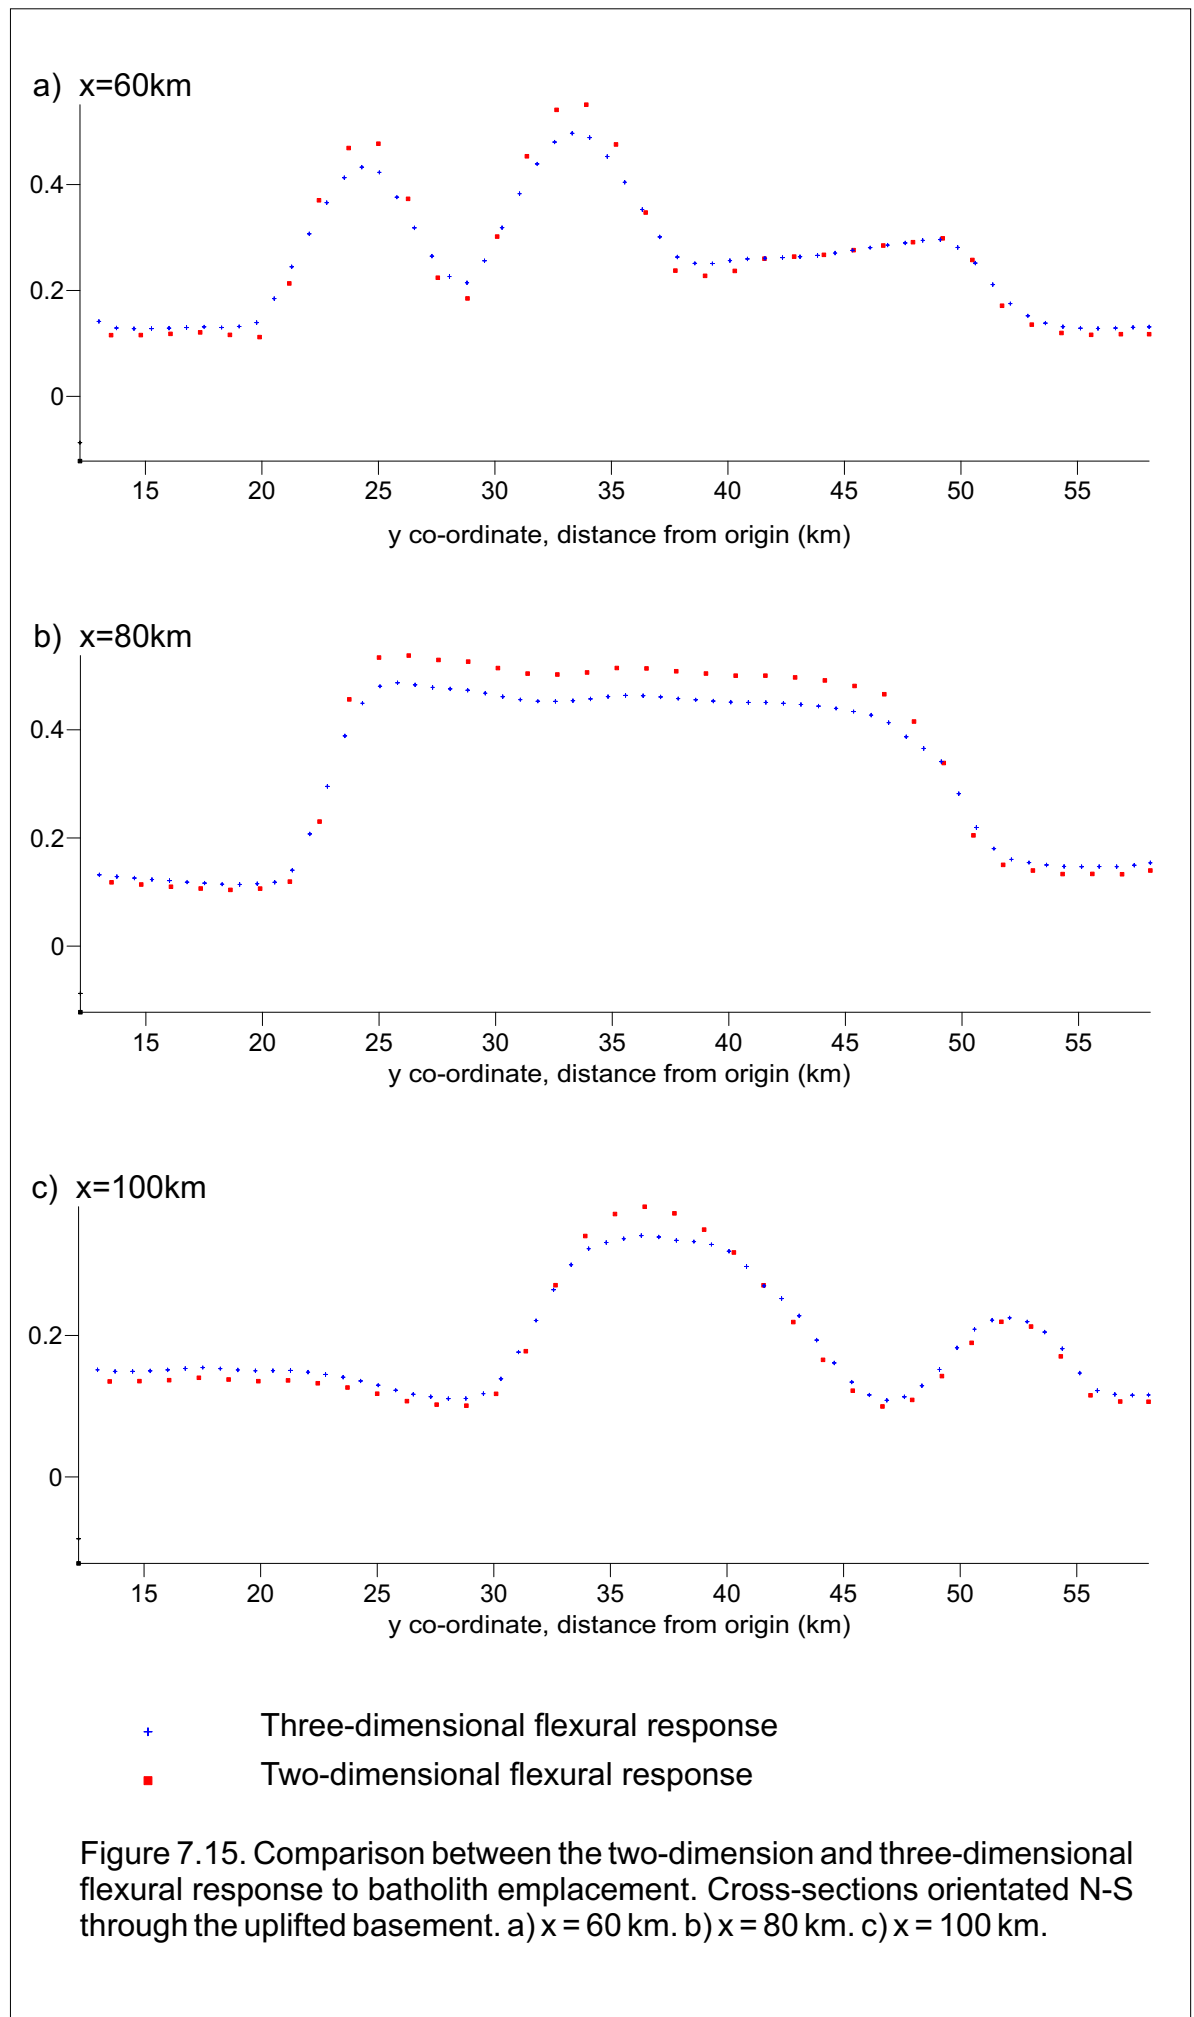 a) x=60km
0.4
0.2
0
15 20 25 30 35 40 45 50 55
y co-ordinate, distance from origin (km)
b) x=80km
0.4
0.2
0
15 20 25 30 35 40 45 50 55
y co-ordinate, distance from origin (km)
c) x=100km
0.2
0
15 20 25 30 35 40 45 50 55
y co-ordinate, distance from origin (km)
Three-dimensional flexural response
Two-dimensional flexural response
Figure 7.15. Comparison between the two-dimension and three-dimensional
flexural response to batholith emplacement. Cross-sections orientated N-S
through the uplifted basement. a) x = 60 km. b) x = 80 km. c) x = 100 km.